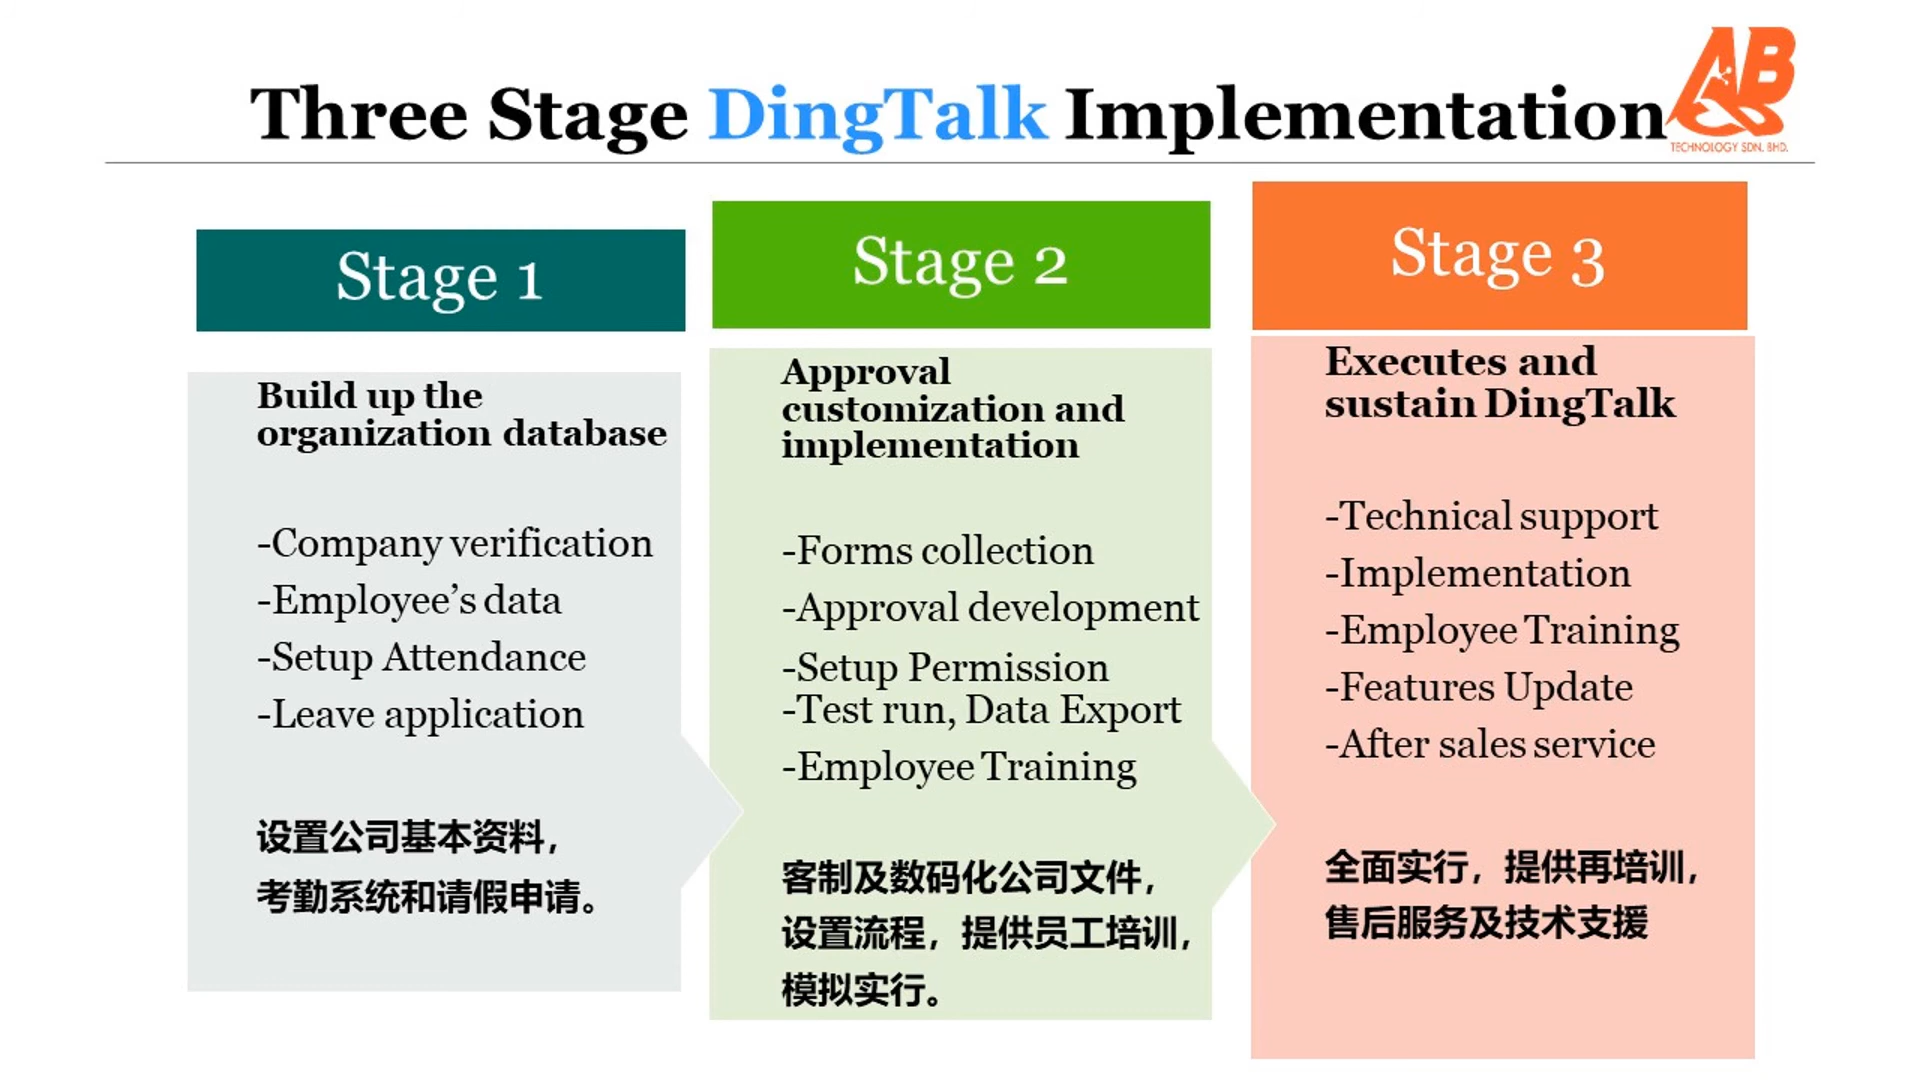 Three Stage DingTalk Implementation
AB
TECHNOLOGY SDN. BHD.
Stage 1
Build up the
organization database
-Company verification
-Employee’s data
-Setup Attendance
-Leave application
设置公司基本资料，
考勤系统和请假申请。
Stage 2
Approval
customization and
implementation
-Forms collection
-Approval development
-Setup Permission
-Test run, Data Export
-Employee Training
客制及数码化公司文件，
设置流程，提供员工培训，
模拟实行。
Stage 3
Executes and
sustain DingTalk
-Technical support
-Implementation
-Employee Training
-Features Update
-After sales service
全面实行，提供再培训，
售后服务及技术支援